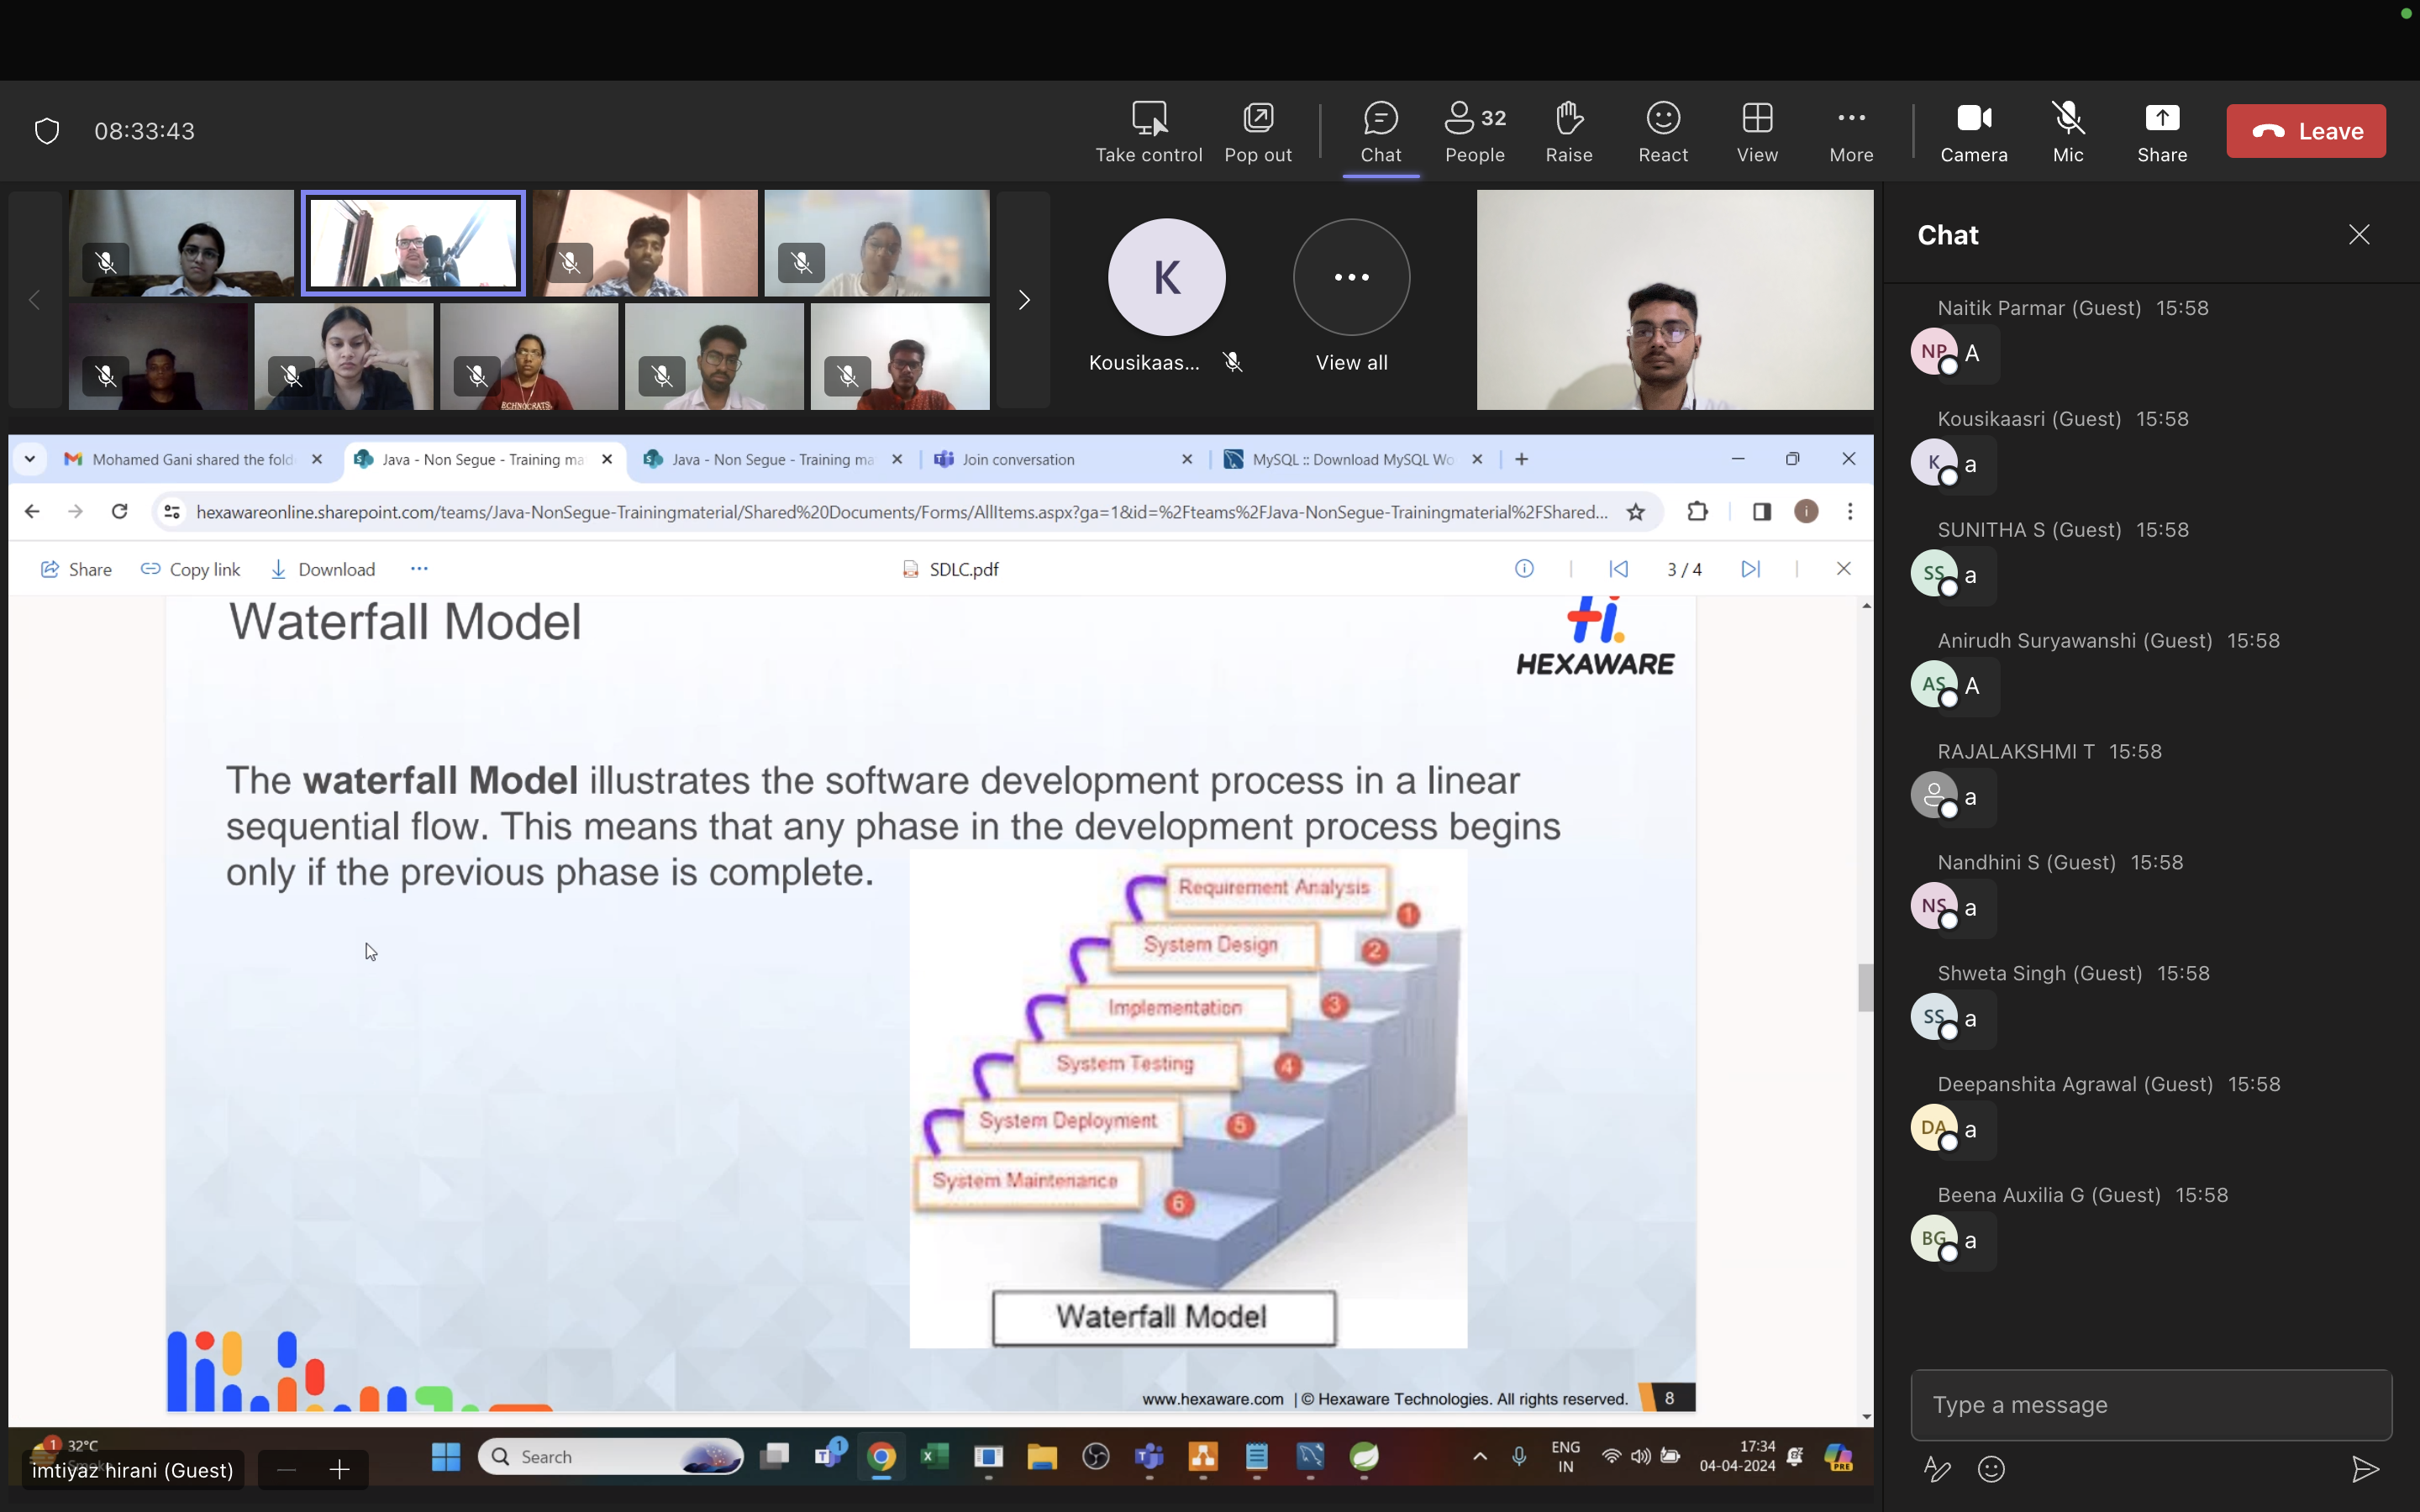 08:33:43
Take control
Pop out
Chat
32
People
Raise
React
View
More
Camera
Mic
Share
Leave
K
Kousikaas...
View all
ECHNOCRATS
Chat
Naitik Parmar (Guest) 15:58
NP
A
Kousikaasri (Guest) 15:58
K
a
SUNITHA S (Guest) 15:58
SS
a
Anirudh Suryawanshi (Guest) 15:58
AS
A
RAJALAKSHMI T 15:58
a
Nandhini S (Guest) 15:58
NS
a
Shweta Singh (Guest) 15:58
SS
a
Deepanshita Agrawal (Guest) 15:58
DA
a
Beena Auxilia G (Guest) 15:58
BG
a
Type a message
Mohamed Gani shared the fold
Java - Non Segue - Training ma
Java - Non Segue - Training ma
Join conversation
MySQL :: Download MySQL Wo
hexawareonline.sharepoint.com/teams/Java-NonSegue-Trainingmaterial/Shared%20Documents/Forms/AllItems.aspx?ga=1&id=%2Fteams%2FJava-NonSegue-Trainingmaterial%2FShared...
i
Share
Copy link
Download
SDLC.pdf
3 / 4
Waterfall Model
Hi.
HEXAWARE
The waterfall Model illustrates the software development process in a linear
sequential flow. This means that any phase in the development process begins
only if the previous phase is complete.
Requirement Analysis
1
System Design
2
Implementation
3
System Testing
4
System Deployment
5
System Maintenance
6
Waterfall Model
www.hexaware.com | © Hexaware Technologies. All rights reserved.
8
1
32°C
imtiyaz hirani (Guest)
Search
1
ENG
IN
17:34
04-04-2024
PRE